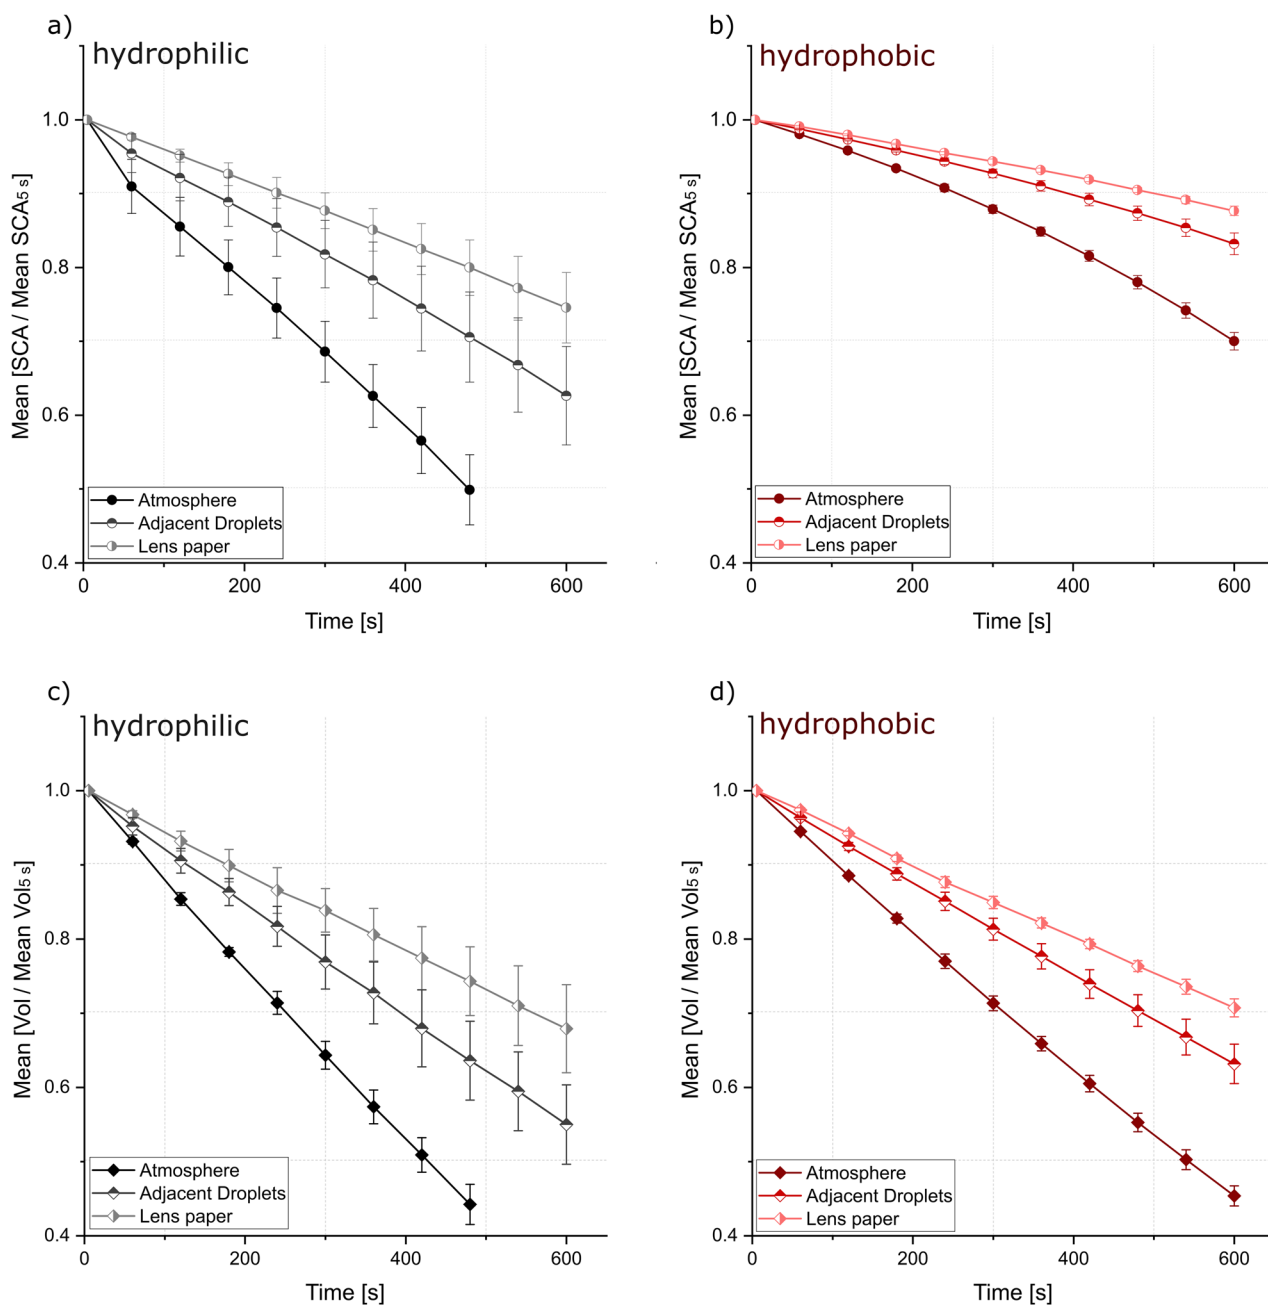 a)
hydrophilic
Mean [SCA / Mean SCA5 s]
1.0
0.8
0.6
0.4
Atmosphere
Adjacent Droplets
Lens paper
0
200
400
600
Time [s]
b)
hydrophobic
Mean [SCA / Mean SCA5 s]
1.0
0.8
0.6
0.4
Atmosphere
Adjacent Droplets
Lens paper
0
200
400
600
Time [s]
c)
hydrophilic
Mean [Vol / Mean Vol5 s]
1.0
0.8
0.6
0.4
Atmosphere
Adjacent Droplets
Lens paper
0
200
400
600
Time [s]
d)
hydrophobic
Mean [Vol / Mean Vol5 s]
1.0
0.8
0.6
0.4
Atmosphere
Adjacent Droplets
Lens paper
0
200
400
600
Time [s]